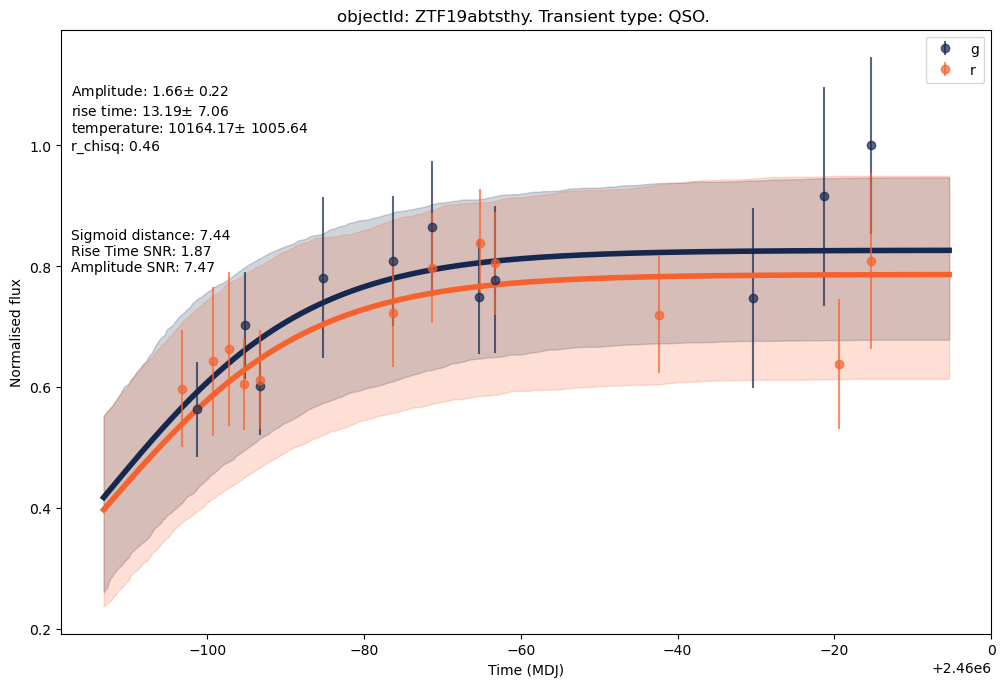 objectId: ZTF19abtsthy. Transient type: QSO.
g
r
Amplitude: 1.66± 0.22
rise time: 13.19± 7.06
temperature: 10164.17± 1005.64
r_chisq: 0.46
Sigmoid distance: 7.44
Rise Time SNR: 1.87
Amplitude SNR: 7.47
Normalised flux
1.0
0.8
0.6
0.4
0.2
−100
−80
−60
−40
−20
0
Time (MDJ)
+2.46e6